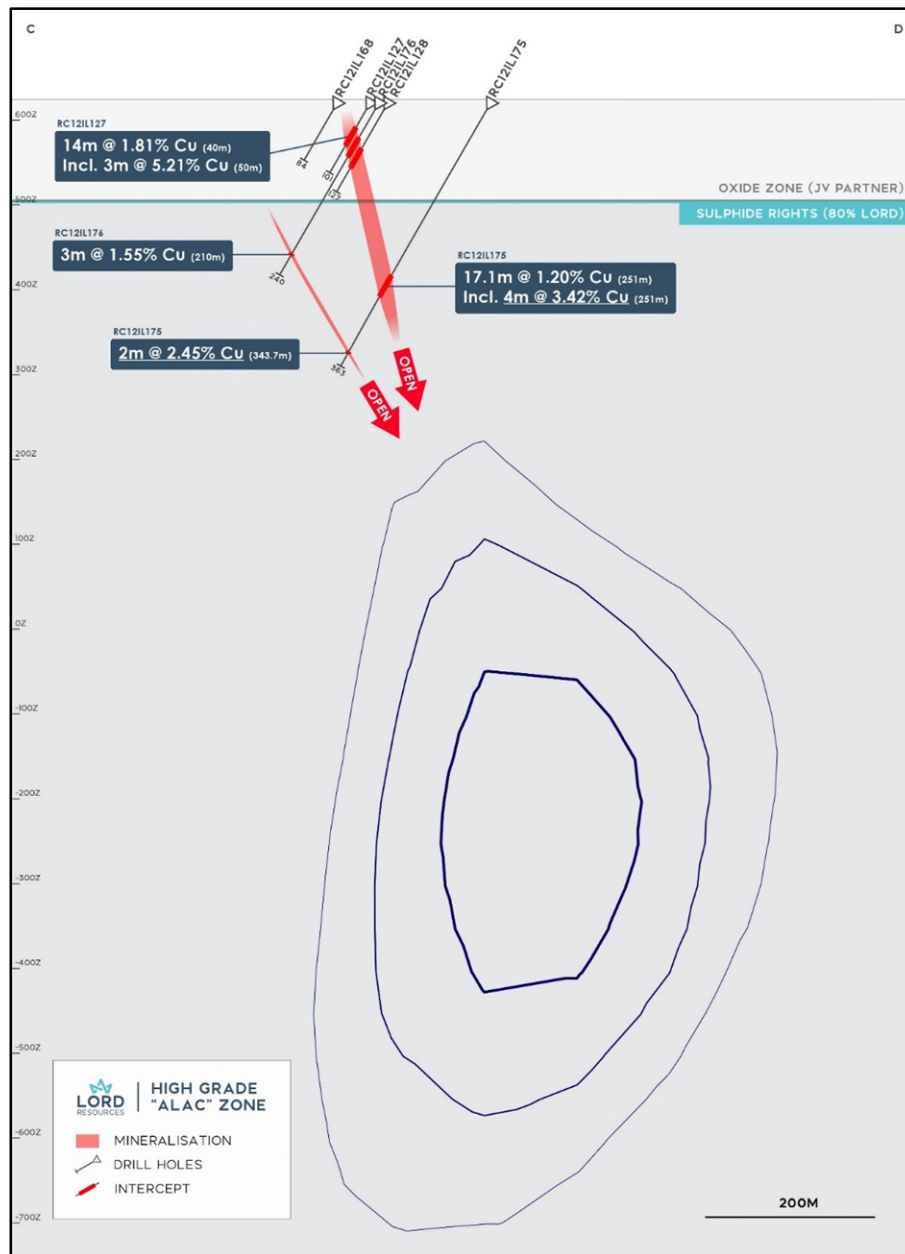 C
D
RC12IL168
RC12IL127
RC12IL176
RC12IL128
RC12IL175
600Z
RC12IL127
14m @ 1.81% Cu (40m)
Incl. 3m @ 5.21% Cu (50m)
84
OXIDE ZONE (JV PARTNER)
500Z
SULPHIDE RIGHTS (80% LORD)
RC12IL176
3m @ 1.55% Cu (210m)
240
RC12IL175
17.1m @ 1.20% Cu (251m)
Incl. 4m @ 3.42% Cu (251m)
400Z
RC12IL175
2m @ 2.45% Cu (343.7m)
363
300Z
OPEN
OPEN
200Z
100Z
0Z
-100Z
-200Z
-300Z
-400Z
-500Z
-600Z
-700Z
LORD
RESOURCES
HIGH GRADE
"ALAC" ZONE
MINERALISATION
DRILL HOLES
INTERCEPT
200M